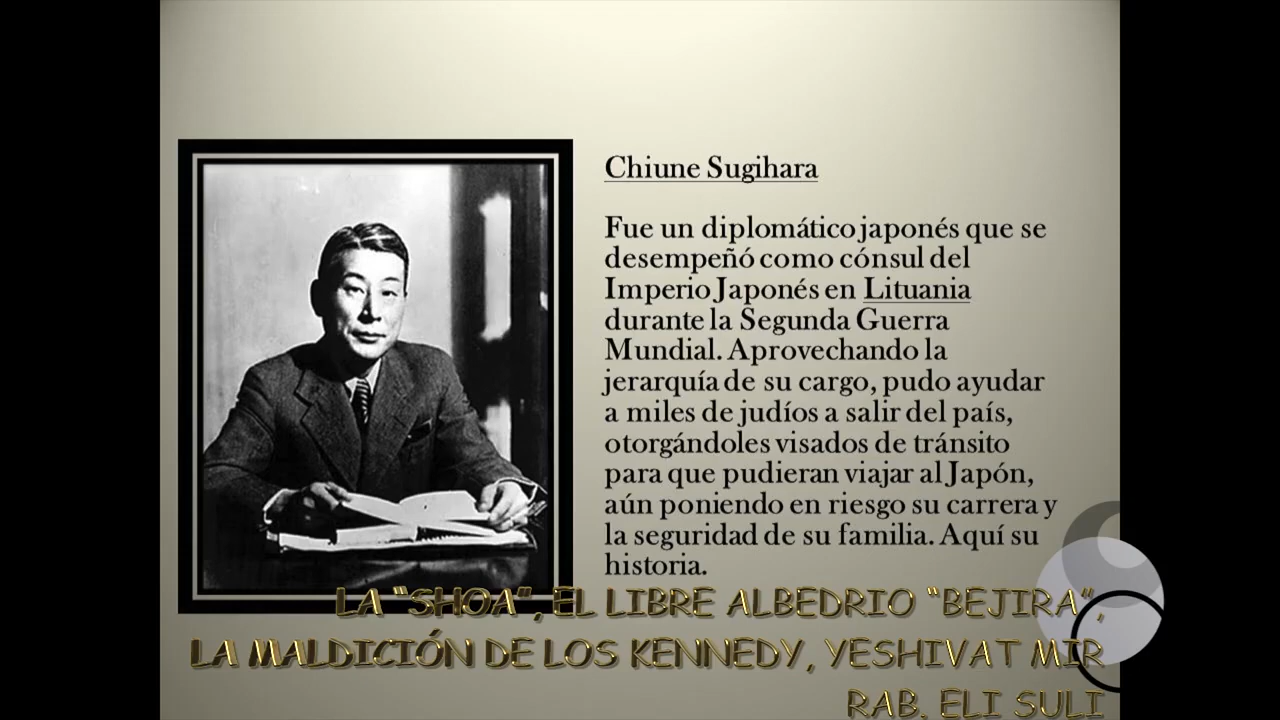 Chiune Sugihara
Fue un diplomático japonés que se
desempeñó como cónsul del
Imperio Japonés en Lituania
durante la Segunda Guerra
Mundial. Aprovechando la
jerarquía de su cargo, pudo ayudar
a miles de judíos a salir del país,
otorgándoles visados de tránsito
para que pudieran viajar al Japón,
aún poniendo en riesgo su carrera y
la seguridad de su familia. Aquí su
historia.
LA "SHOA", EL LIBRE ALBEDRIO "BEJIRA",
LA MALDICIÓN DE LOS KENNEDY, YESHIVAT MIR
RAB. ELI SULI